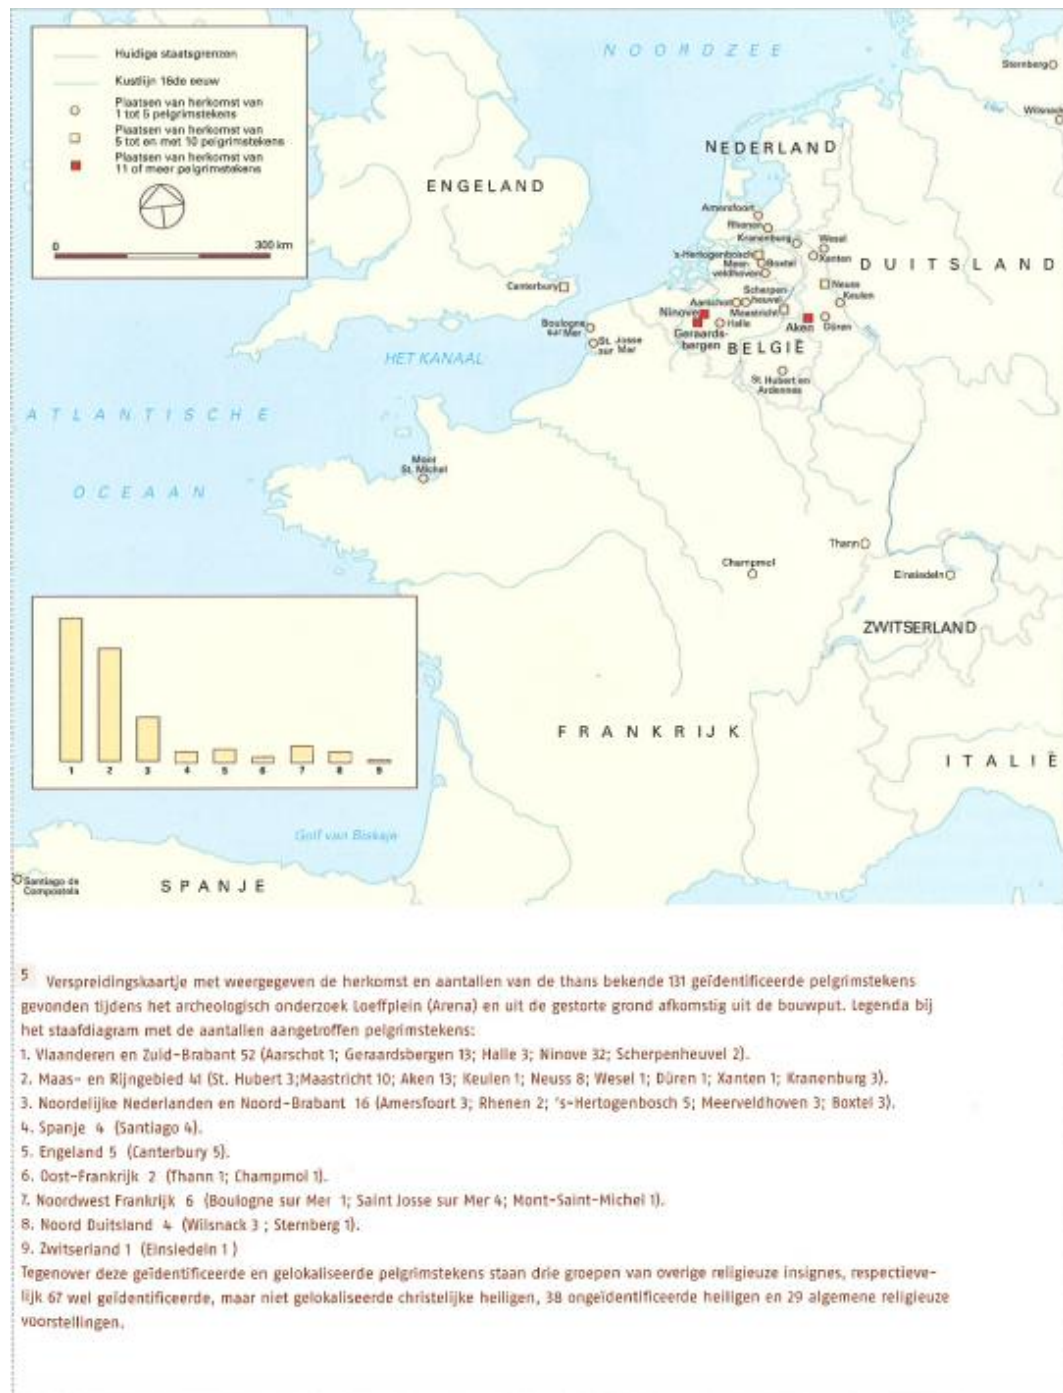 Huidige staatsgrenzen
Kustlijn 16de eeuw
Plaatsen van herkomst van
1 tot 5 pelgrimstekens
Plaatsen van herkomst van
5 tot en met 10 pelgrimstekens
Plaatsen van herkomst van
11 of meer pelgrimstekens
0 300 km
NOORDZEE
Sternberg
Wilsnack
NEDERLAND
ENGELAND
Amersfoort
Rhenen
Kranenburg
Wesel
's-Hertogenbosch
Boxtel
Xanten
Meer-
veldhoven
DUITSLAND
Canterbury
Neuss
Keulen
Scherpen-
heuvel
Aarschot
Maastricht
Ninove
Halle
Aken
Düren
Geraards-
bergen
BELGIË
Boulogne
sur Mer
St. Josse
sur Mer
HET KANAAL
St. Hubert en
Ardennes
ATLANTISCHE
OCEAAN
Mont
St. Michel
Thann
Champmol
Einsiedeln
ZWITSERLAND
FRANKRIJK
ITALIË
1 2 3 4 5 6 7 8 9
Golf van Biskaje
Santiago de
Compostela
SPANJE
5 Verspreidingskaartje met weergegeven de herkomst en aantallen van de thans bekende 131 geïdentificeerde pelgrimstekens
gevonden tijdens het archeologisch onderzoek Loeffplein (Arena) en uit de gestorte grond afkomstig uit de bouwput. Legenda bij
het staafdiagram met de aantallen aangetroffen pelgrimstekens:
1. Vlaanderen en Zuid-Brabant 52 (Aarschot 1; Geraardsbergen 13; Halle 3; Ninove 32; Scherpenheuvel 2).
2. Maas- en Rijngebied 41 (St. Hubert 3;Maastricht 10; Aken 13; Keulen 1; Neuss 8; Wesel 1; Düren 1; Xanten 1; Kranenburg 3).
3. Noordelijke Nederlanden en Noord-Brabant 16 (Amersfoort 3; Rhenen 2; 's-Hertogenbosch 5; Meerveldhoven 3; Boxtel 3).
4. Spanje 4 (Santiago 4).
5. Engeland 5 (Canterbury 5).
6. Oost-Frankrijk 2 (Thann 1; Champmol 1).
7. Noordwest Frankrijk 6 (Boulogne sur Mer 1; Saint Josse sur Mer 4; Mont-Saint-Michel 1).
8. Noord Duitsland 4 (Wilsnack 3 ; Sternberg 1).
9. Zwitserland 1 (Einsiedeln 1 )
Tegenover deze geïdentificeerde en gelokaliseerde pelgrimstekens staan drie groepen van overige religieuze insignes, respectieve-
lijk 67 wel geïdentificeerde, maar niet gelokaliseerde christelijke heiligen, 38 ongeïdentificeerde heiligen en 29 algemene religieuze
voorstellingen.